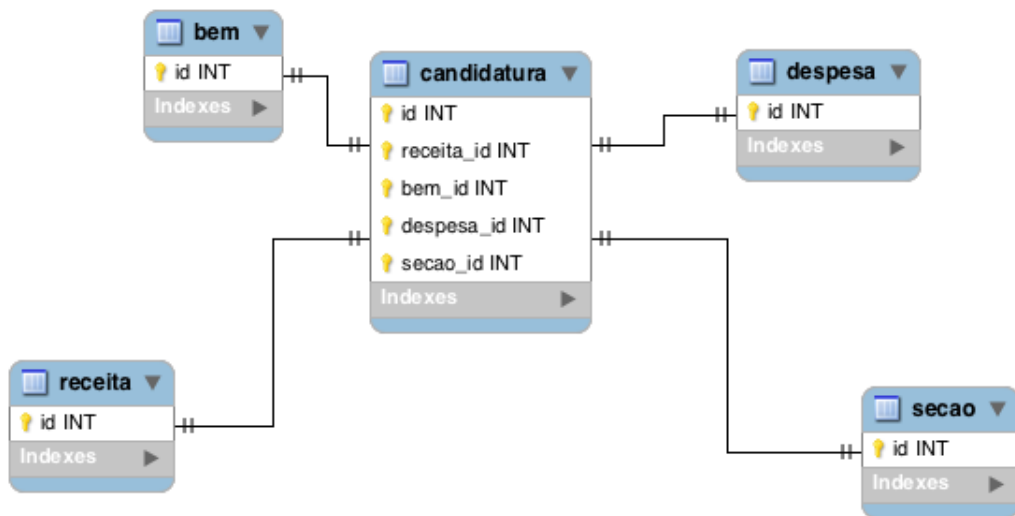 bem
id INT
Indexes
candidatura
id INT
receita_id INT
bem_id INT
despesa_id INT
secao_id INT
Indexes
despesa
id INT
Indexes
receita
id INT
Indexes
secao
id INT
Indexes